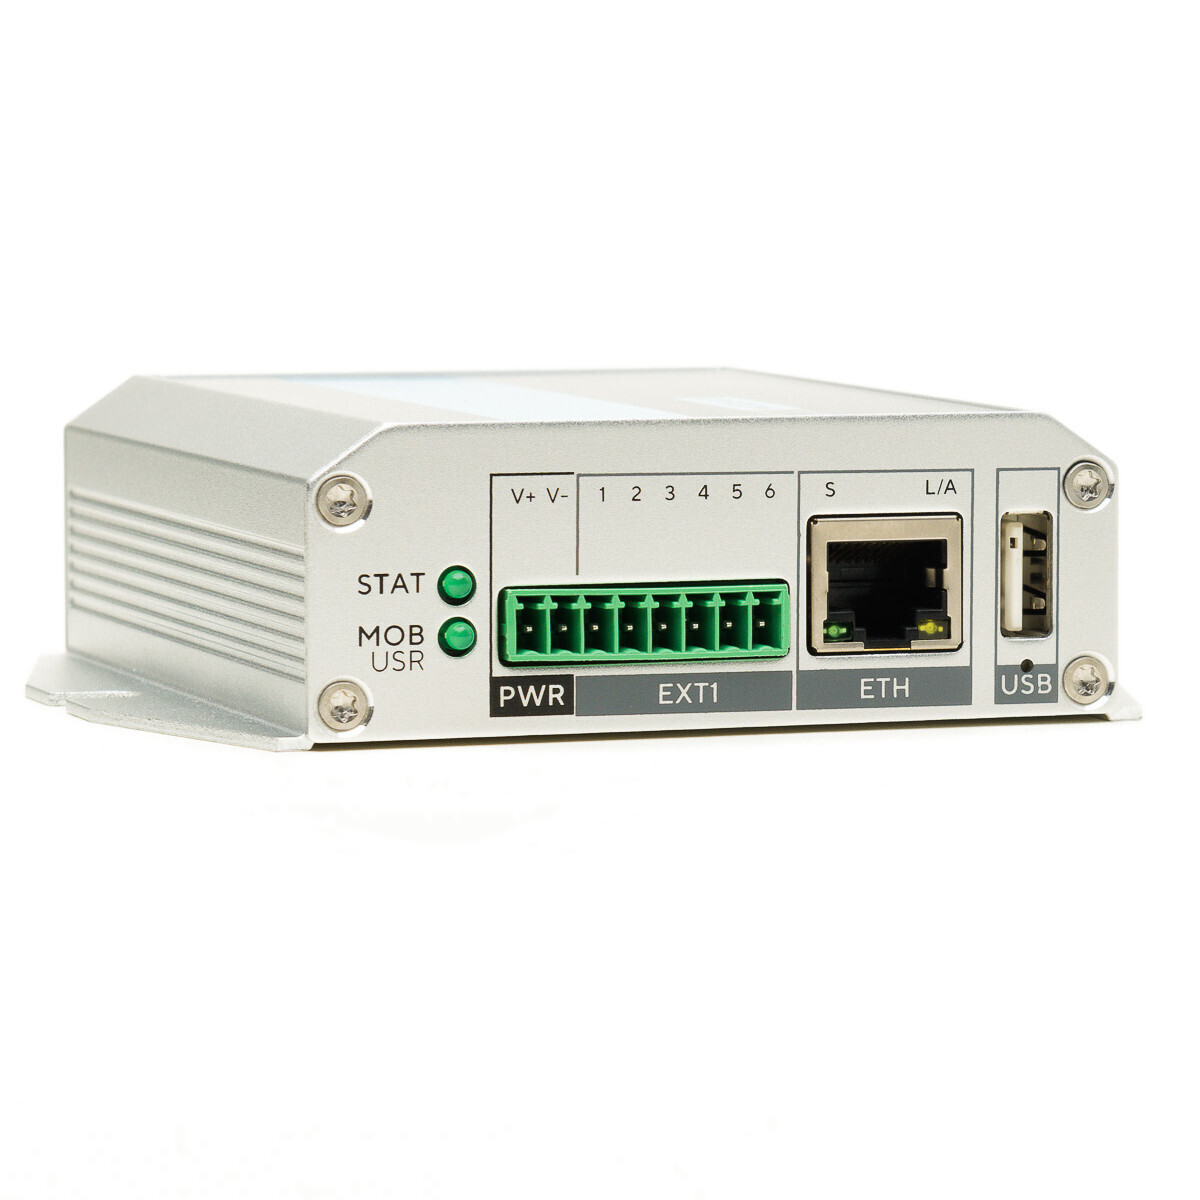 V+ V- 1 2 3 4 5 6 S L/A
STAT
MOB
USR
PWR EXT1 ETH USB